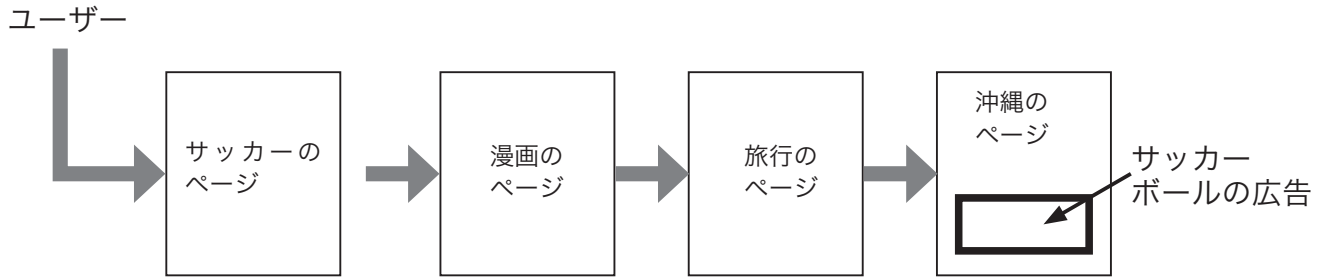 ユーザー
サッカーの
ページ
漫画の
ページ
旅行の
ページ
沖縄の
ページ
サッカー
ボールの広告